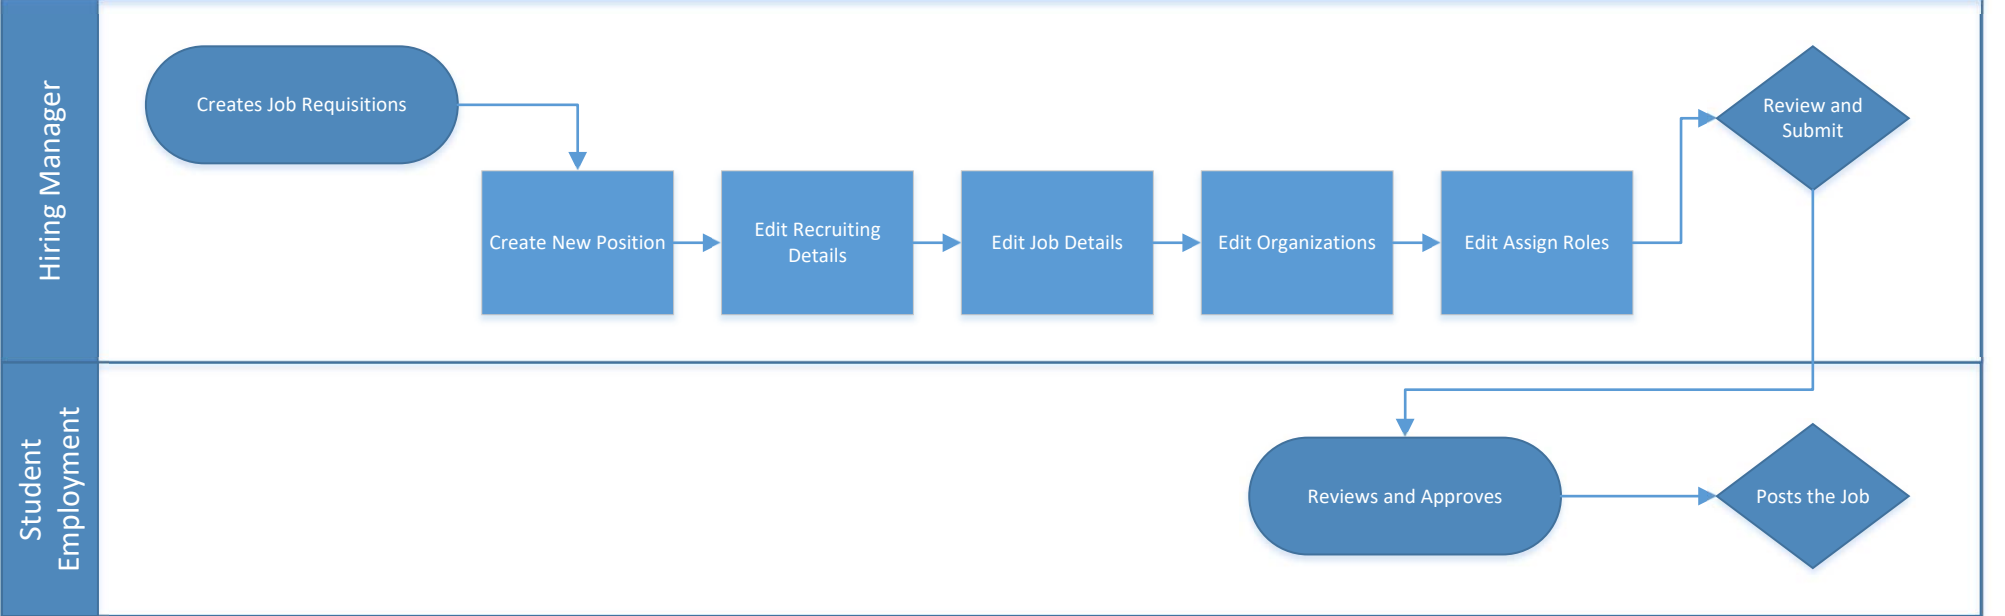 Hiring Manager
Creates Job Requisitions
Create New Position
Edit Recruiting
Details
Edit Job Details
Edit Organizations
Edit Assign Roles
Review and
Submit
Student
Employment
Reviews and Approves
Posts the Job